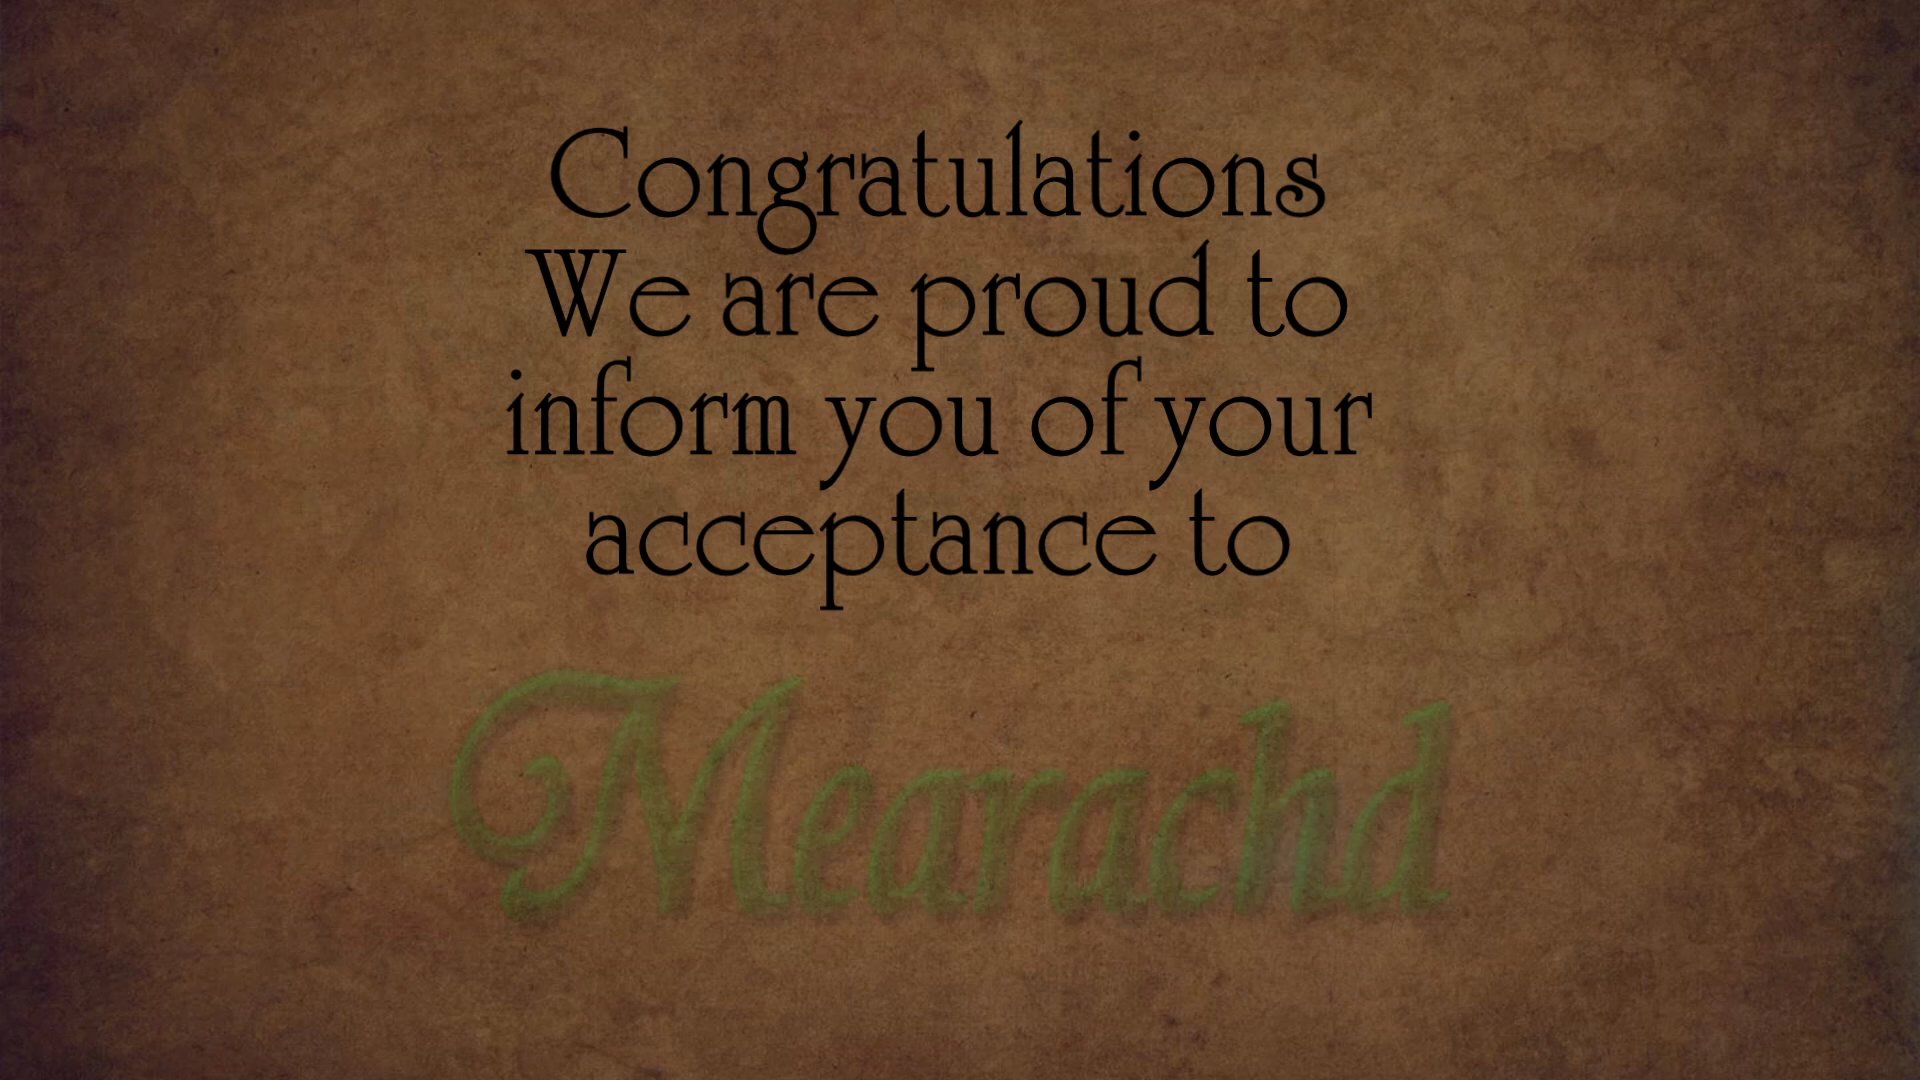 Congratulations
We are proud to
inform you of your
acceptance to
Mearachd